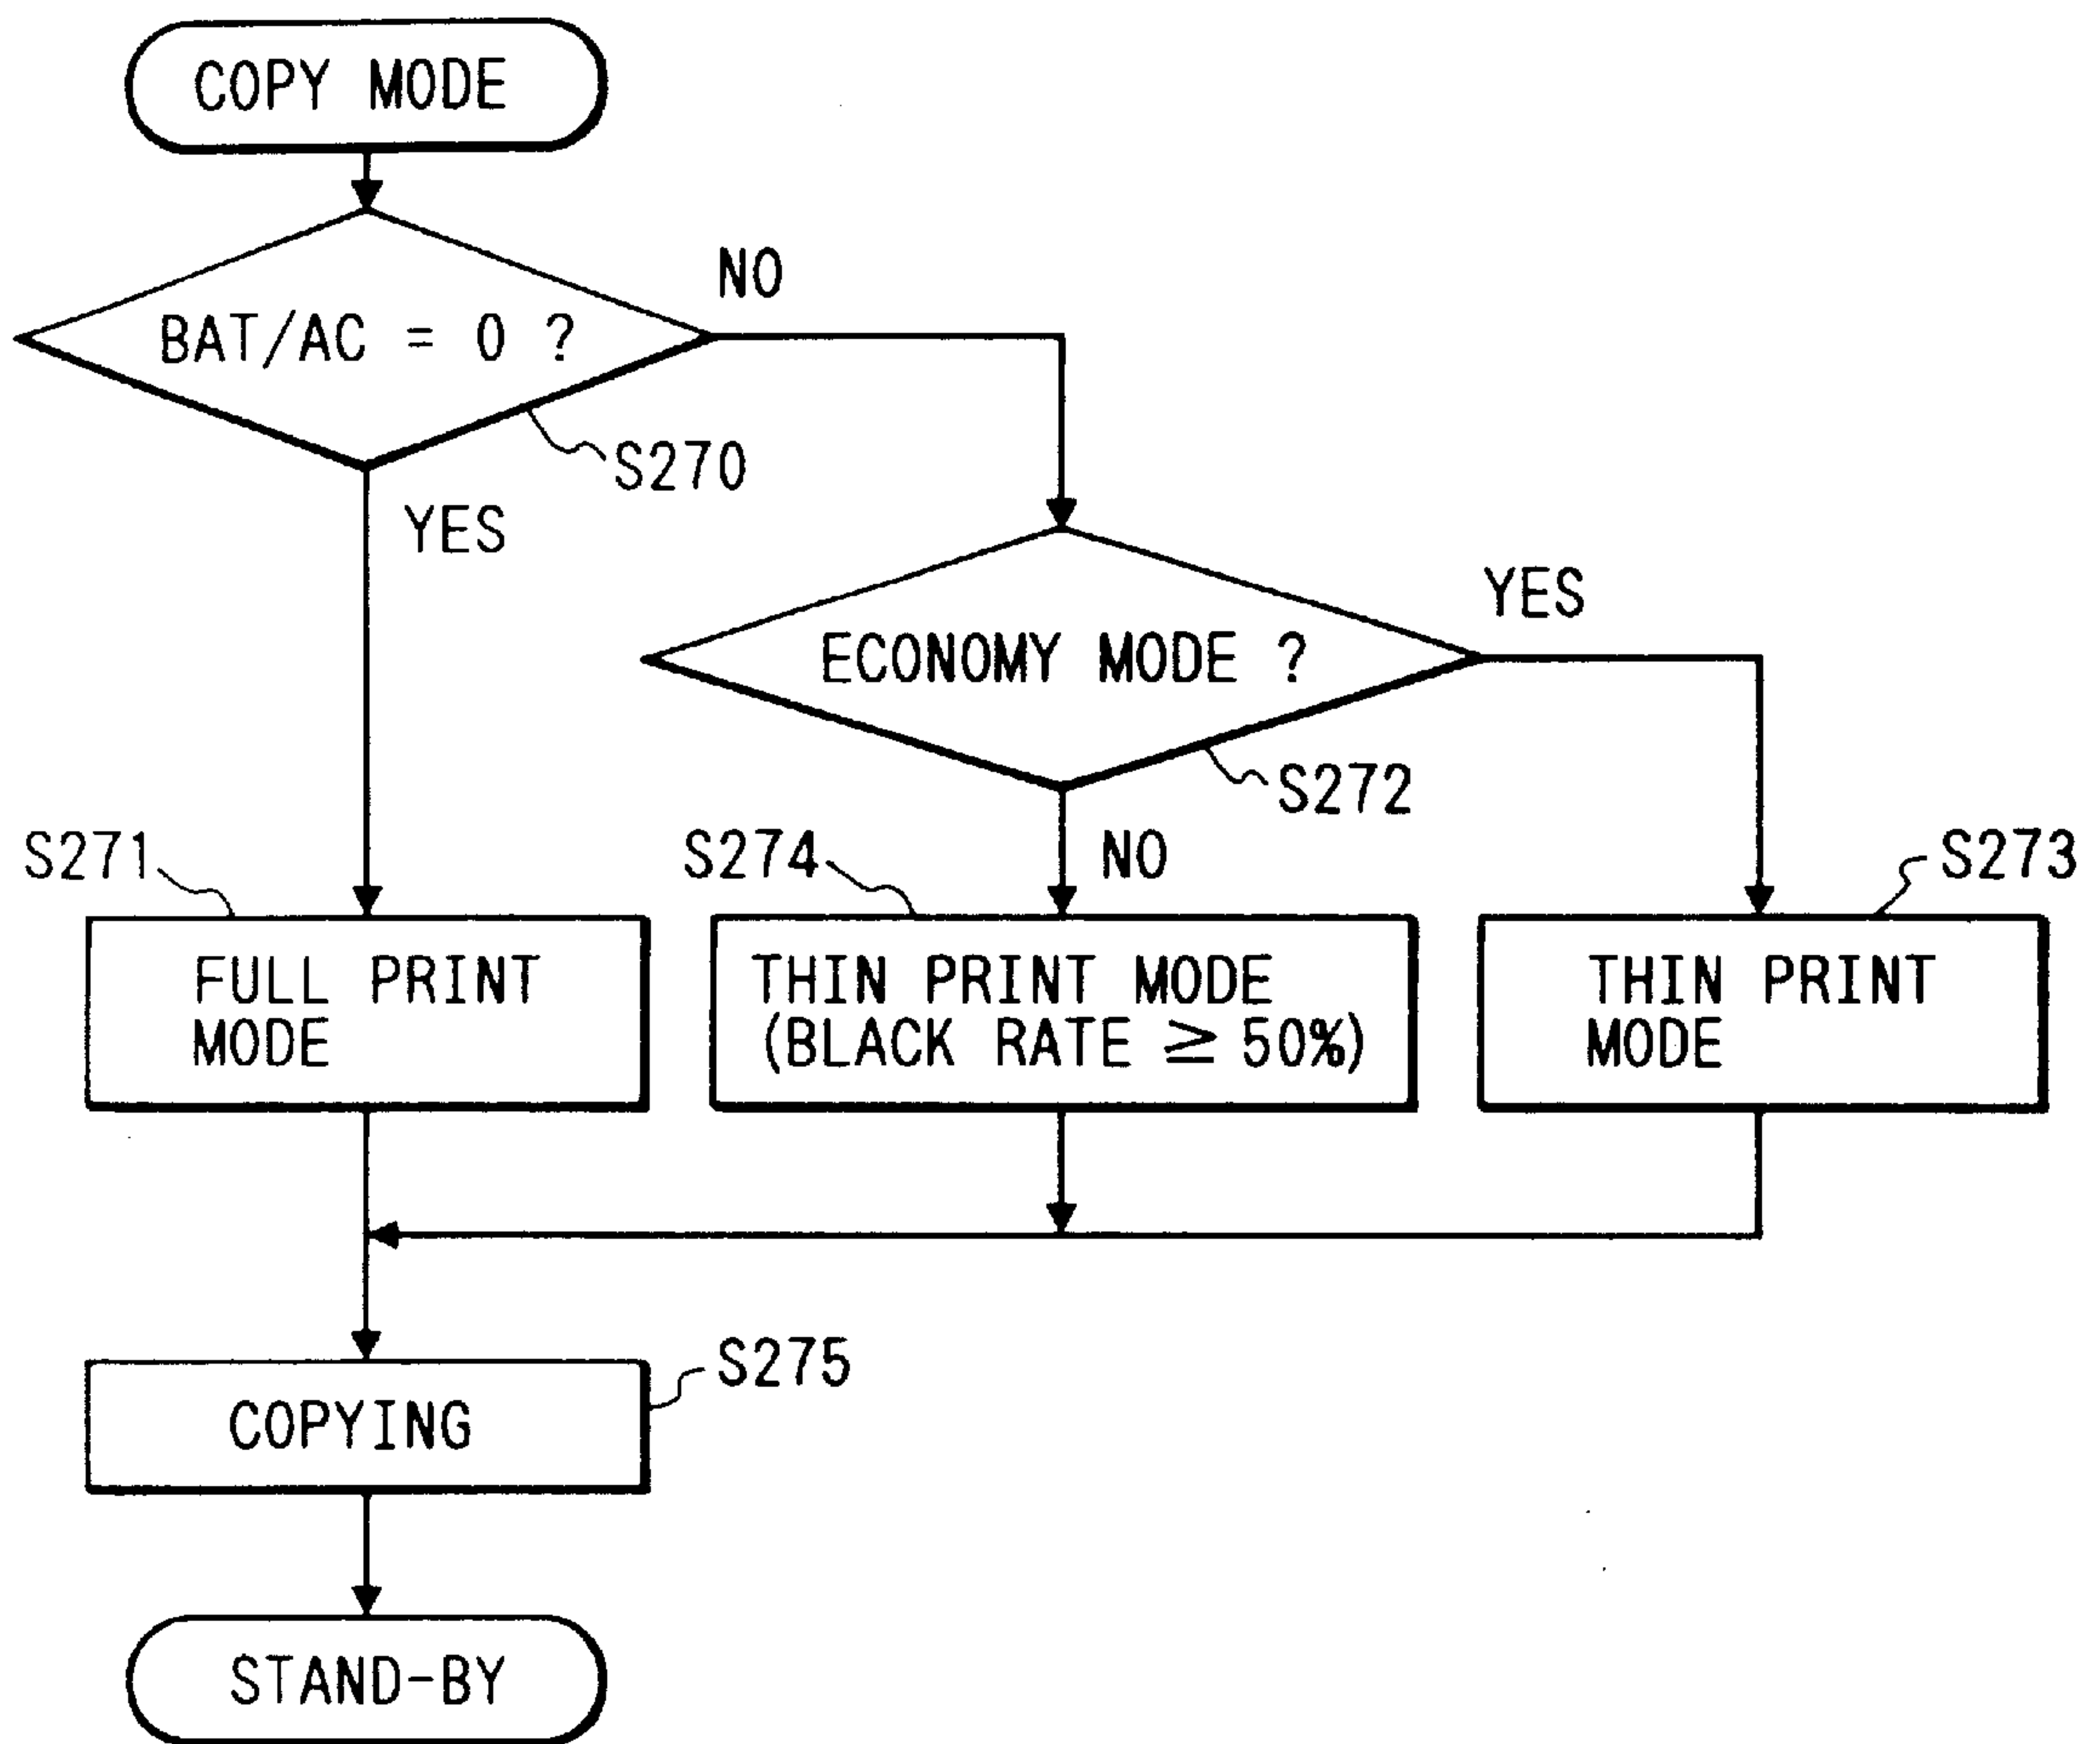 COPY MODE
BAT/AC = 0 ?
NO
S270
YES
ECONOMY MODE ?
YES
S272
S271
S274
NO
S273
FULL PRINT
MODE
THIN PRINT MODE
(BLACK RATE ≧ 50%)
THIN PRINT
MODE
COPYING
S275
STAND-BY